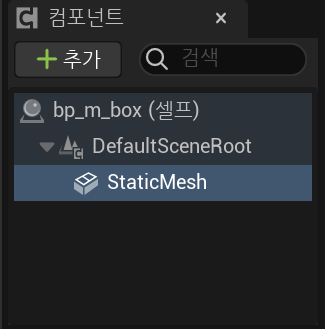 컴포넌트
추가
검색
bp_m_box (셀프)
DefaultSceneRoot
StaticMesh